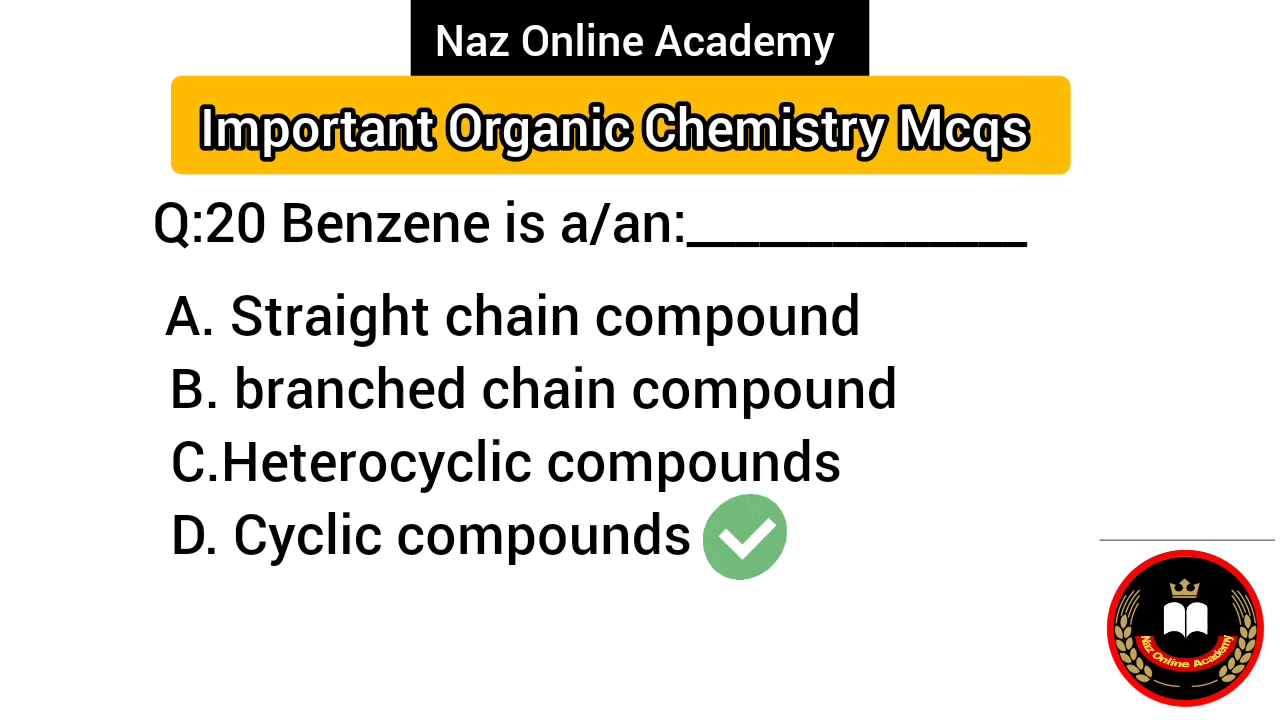 Naz Online Academy
Important Organic Chemistry Mcqs
Q:20 Benzene is a/an:______________
A. Straight chain compound
B. branched chain compound
C.Heterocyclic compounds
D. Cyclic compounds
Naz Online Academy